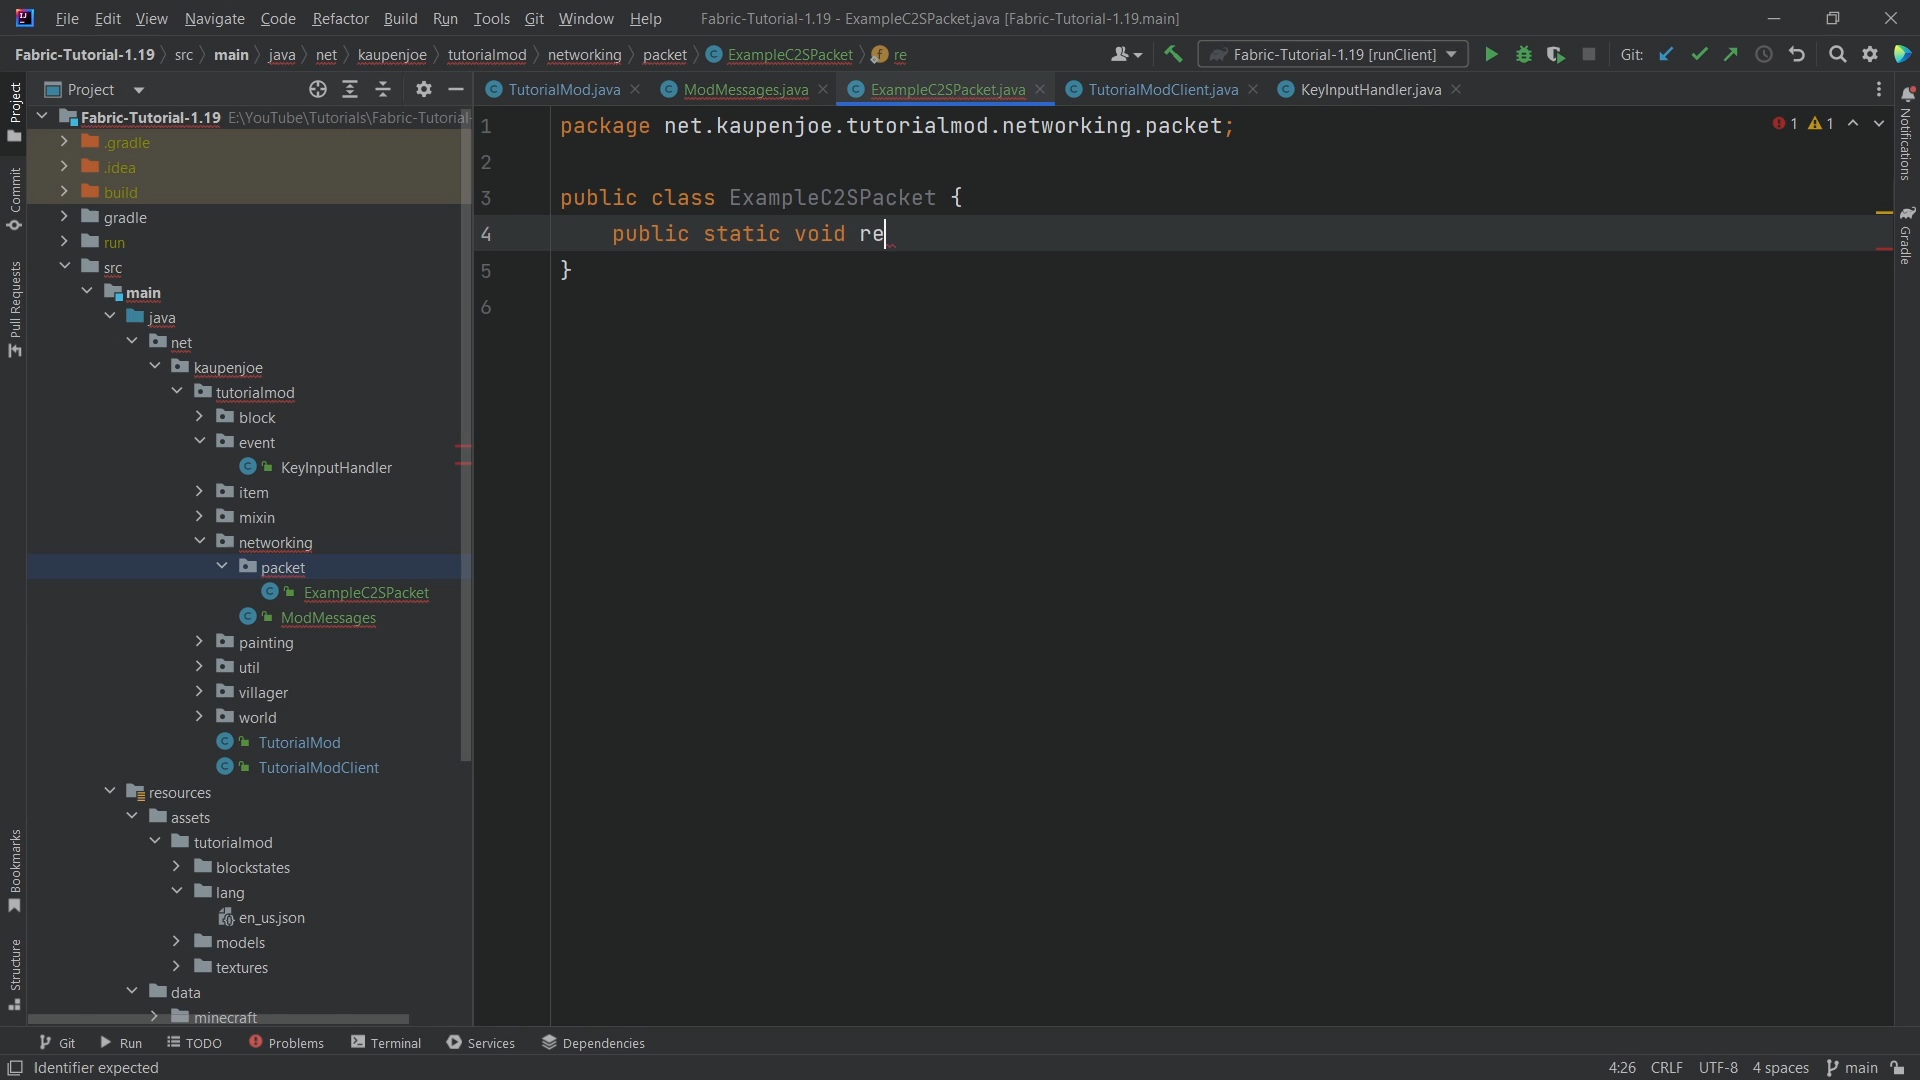 File Edit View Navigate Code Refactor Build Run Tools Git Window Help Fabric-Tutorial-1.19 - ExampleC2SPacket.java [Fabric-Tutorial-1.19.main]
Fabric-Tutorial-1.19 src main java net kaupenjoe tutorialmod networking packet ExampleC2SPacket re Fabric-Tutorial-1.19 [runClient] Git:
Project TutorialMod.java ModMessages.java ExampleC2SPacket.java TutorialModClient.java KeyInputHandler.java
Fabric-Tutorial-1.19 E:\YouTube\Tutorials\Fabric-Tutorial-
.gradle
.idea
build
gradle
run
src
main
java
net
kaupenjoe
tutorialmod
block
event
KeyInputHandler
item
mixin
networking
packet
ExampleC2SPacket
ModMessages
painting
util
villager
world
TutorialMod
TutorialModClient
resources
assets
tutorialmod
blockstates
lang
en_us.json
models
textures
data
minecraft
1 package net.kaupenjoe.tutorialmod.networking.packet;
2
3 public class ExampleC2SPacket {
4 public static void re
5 }
6
1 1
Project
Commit
Pull Requests
Bookmarks
Structure
Notifications
Gradle
Git Run TODO Problems Terminal Services Dependencies
Identifier expected 4:26 CRLF UTF-8 4 spaces main